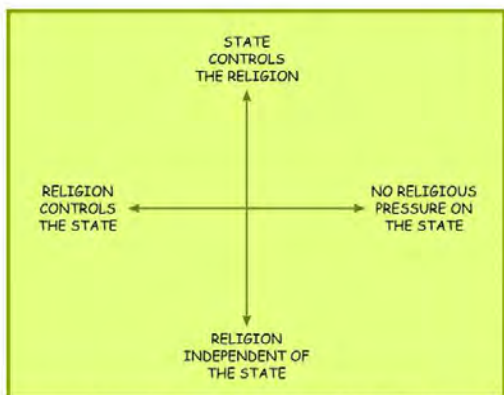 STATE
CONTROLS
THE RELIGION
RELIGION
CONTROLS
THE STATE
NO RELIGIOUS
PRESSURE ON
THE STATE
RELIGION
INDEPENDENT OF
THE STATE